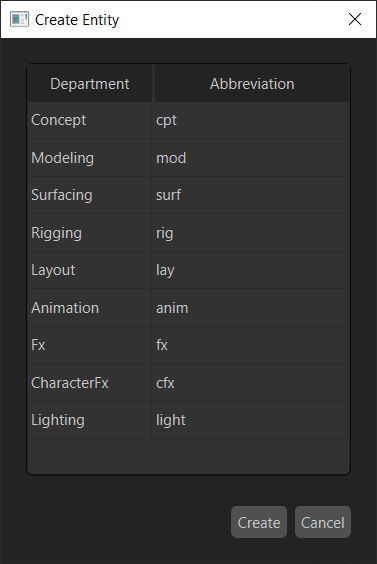 Create Entity
Department Abbreviation
Concept cpt
Modeling mod
Surfacing surf
Rigging rig
Layout lay
Animation anim
Fx fx
CharacterFx cfx
Lighting light
Create Cancel